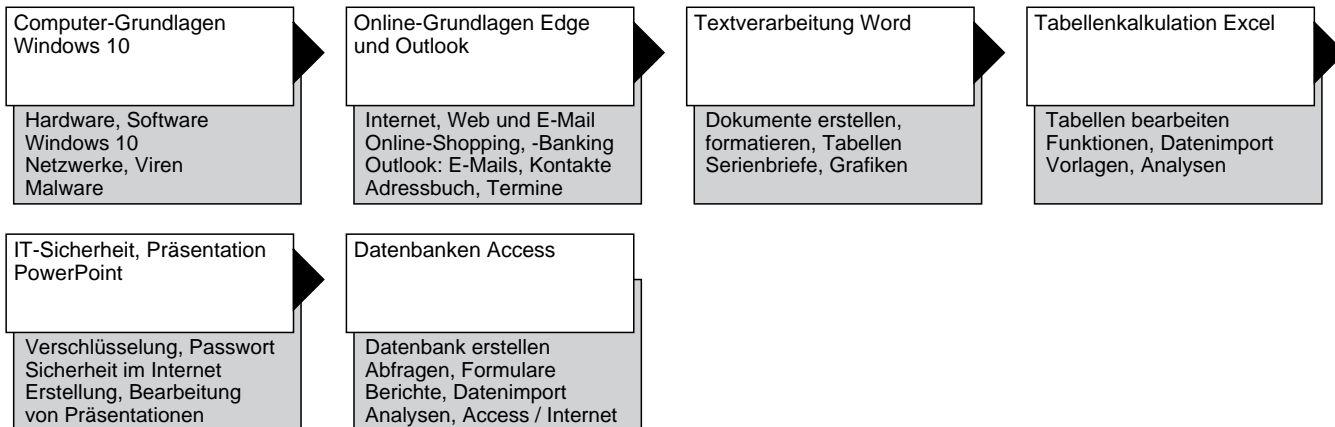 Computer-Grundlagen
Windows 10
Hardware, Software
Windows 10
Netzwerke, Viren
Malware
Online-Grundlagen Edge
und Outlook
Internet, Web und E-Mail
Online-Shopping, -Banking
Outlook: E-Mails, Kontakte
Adressbuch, Termine
Textverarbeitung Word
Dokumente erstellen,
formatieren, Tabellen
Serienbriefe, Grafiken
Tabellenkalkulation Excel
Tabellen bearbeiten
Funktionen, Datenimport
Vorlagen, Analysen
IT-Sicherheit, Präsentation
PowerPoint
Verschlüsselung, Passwort
Sicherheit im Internet
Erstellung, Bearbeitung
von Präsentationen
Datenbanken Access
Datenbank erstellen
Abfragen, Formulare
Berichte, Datenimport
Analysen, Access / Internet